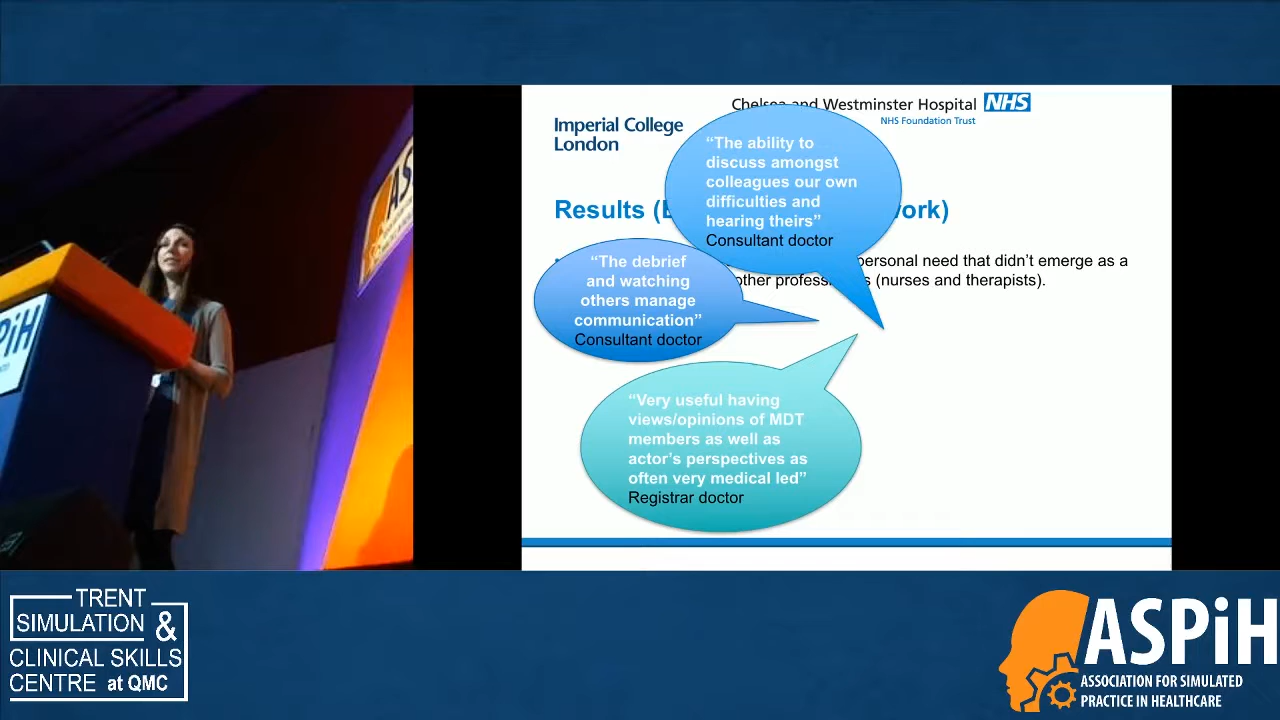 Chelsea and Westminster Hospital NHS
NHS Foundation Trust
Imperial College
London
Results (
work)
“The ability to
discuss amongst
colleagues our own
difficulties and
hearing theirs”
Consultant doctor
personal need that didn’t emerge as a
other (nurses and therapists).
“The debrief
and watching
others manage
communication”
Consultant doctor
“Very useful having
views/opinions of MDT
members as well as
actor’s perspectives as
often very medical led”
Registrar doctor
AS
PiH
TRENT
SIMULATION &
CLINICAL SKILLS
CENTRE at QMC
ASPiH
ASSOCIATION FOR SIMULATED
PRACTICE IN HEALTHCARE